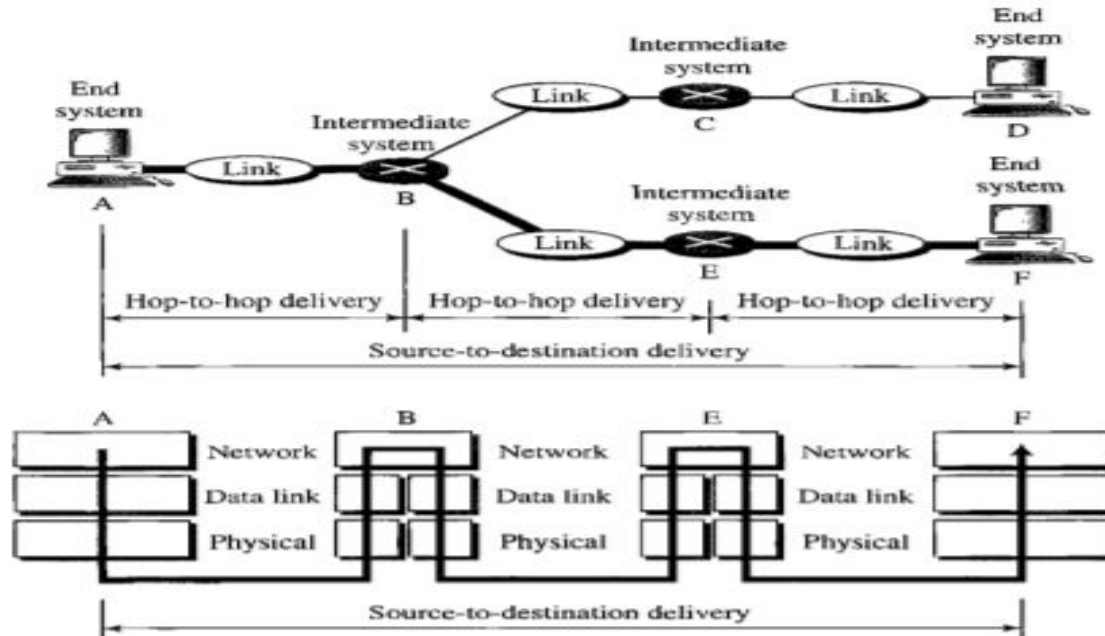 End
system
Intermediate
system
End
system
Link
Link
C
D
Intermediate
system
Link
A
B
Intermediate
system
End
system
Link
Link
E
F
Hop-to-hop delivery
Hop-to-hop delivery
Hop-to-hop delivery
Source-to-destination delivery
A
B
E
F
Network
Network
Network
Data link
Data link
Data link
Physical
Physical
Physical
Source-to-destination delivery